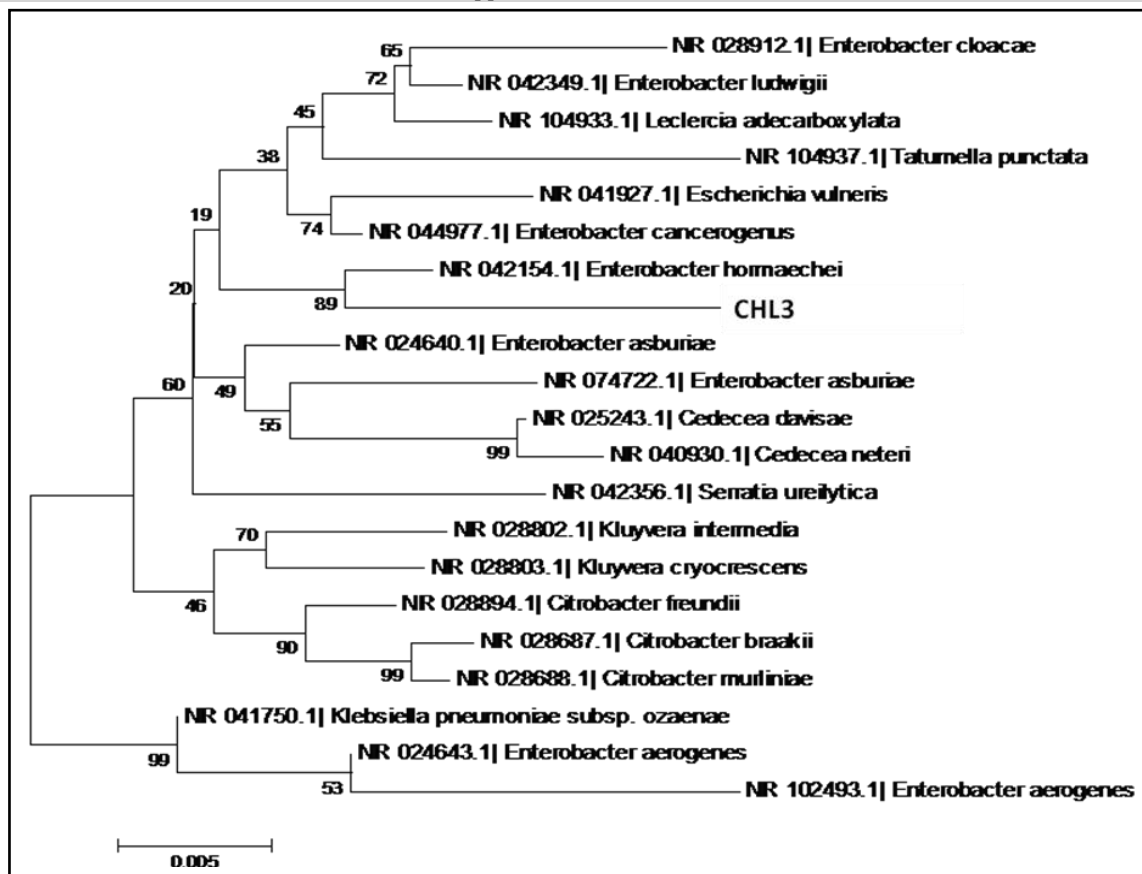 65
NR 028912.1| Enterobacter cloacae
72
NR 042349.1| Enterobacter ludwigii
45
NR 104933.1| Leclercia adecarboxylata
38
NR 104937.1| Tatumella punctata
19
NR 041927.1| Escherichia vulneris
74
NR 044977.1| Enterobacter cancerogenus
20
NR 042154.1| Enterobacter hormaechei
89
CHL3
NR 024640.1| Enterobacter asburiae
60
49
NR 074722.1| Enterobacter asburiae
55
NR 025243.1| Cedecea davisae
99
NR 040930.1| Cedecea neteri
NR 042356.1| Serratia ureilytica
70
NR 028802.1| Kluyvera intermedia
NR 028803.1| Kluyvera cryocrescens
46
NR 028894.1| Citrobacter freundii
90
NR 028687.1| Citrobacter braakii
99
NR 028688.1| Citrobacter murliniae
NR 041750.1| Klebsiella pneumoniae subsp. ozaenae
99
NR 024643.1| Enterobacter aerogenes
53
NR 102493.1| Enterobacter aerogenes
0.005